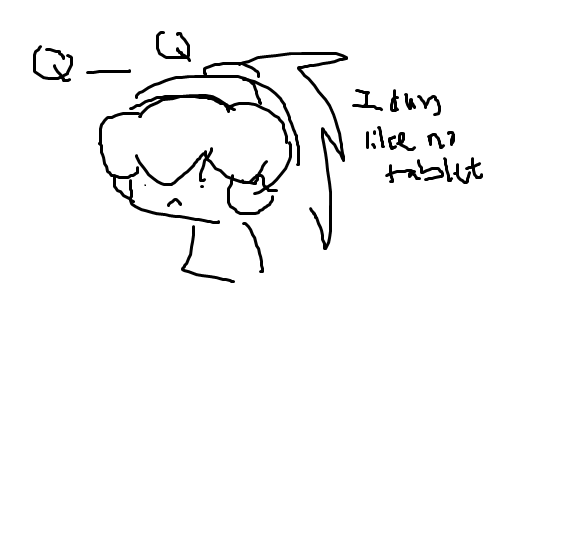 Q _ Q
I dun
like no
tablet